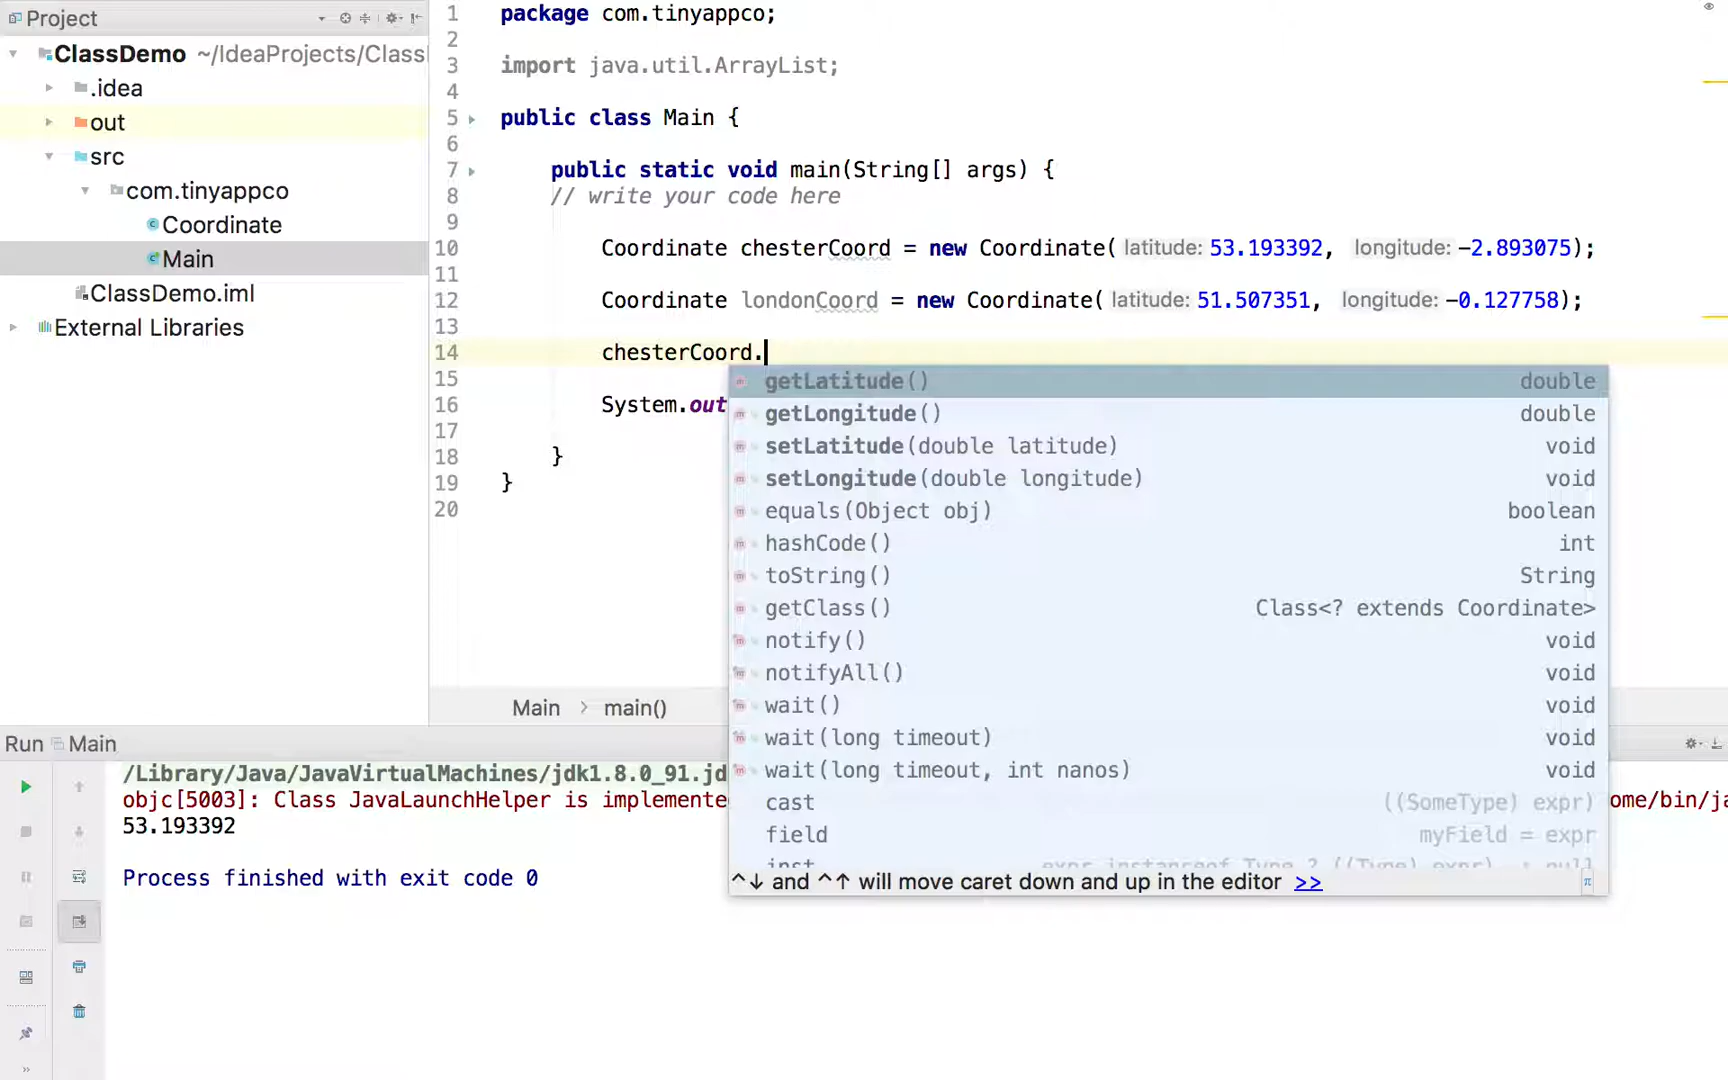 Project
ClassDemo ~/IdeaProjects/Class
.idea
out
src
com.tinyappco
Coordinate
Main
ClassDemo.iml
External Libraries
1 package com.tinyappco;
2
3 import java.util.ArrayList;
4
5 public class Main {
6
7 public static void main(String[] args) {
8 // write your code here
9
10 Coordinate chesterCoord = new Coordinate( latitude: 53.193392, longitude: -2.893075);
11
12 Coordinate londonCoord = new Coordinate( latitude: 51.507351, longitude: -0.127758);
13
14 chesterCoord.
15
16 System.out
17
18 }
19 }
20
getLatitude() double
getLongitude() double
setLatitude(double latitude) void
setLongitude(double longitude) void
equals(Object obj) boolean
hashCode() int
toString() String
getClass() Class<? extends Coordinate>
notify() void
notifyAll() void
wait() void
wait(long timeout) void
wait(long timeout, int nanos) void
cast ((SomeType) expr)
field myField = expr
inst expr instanceof Type ? ((Type) expr) : null
^↓ and ^↑ will move caret down and up in the editor >>
Main > main()
Run Main
/Library/Java/JavaVirtualMachines/jdk1.8.0_91.jd
objc[5003]: Class JavaLaunchHelper is implemente ome/bin/ja
53.193392
Process finished with exit code 0